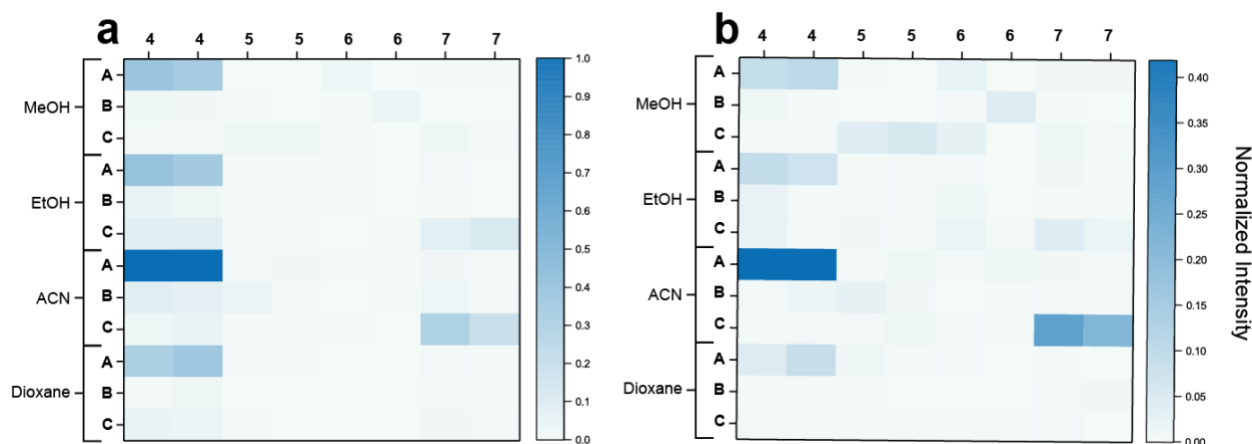 a
4 4 5 5 6 6 7 7
MeOH
A
B
C
EtOH
A
B
C
ACN
A
B
C
Dioxane
A
B
C
1.0
0.9
0.8
0.7
0.6
0.5
0.4
0.3
0.2
0.1
0.0
b
4 4 5 5 6 6 7 7
MeOH
A
B
C
EtOH
A
B
C
ACN
A
B
C
Dioxane
A
B
C
0.40
0.35
0.30
0.25
0.20
0.15
0.10
0.05
0.00
Normalized Intensity